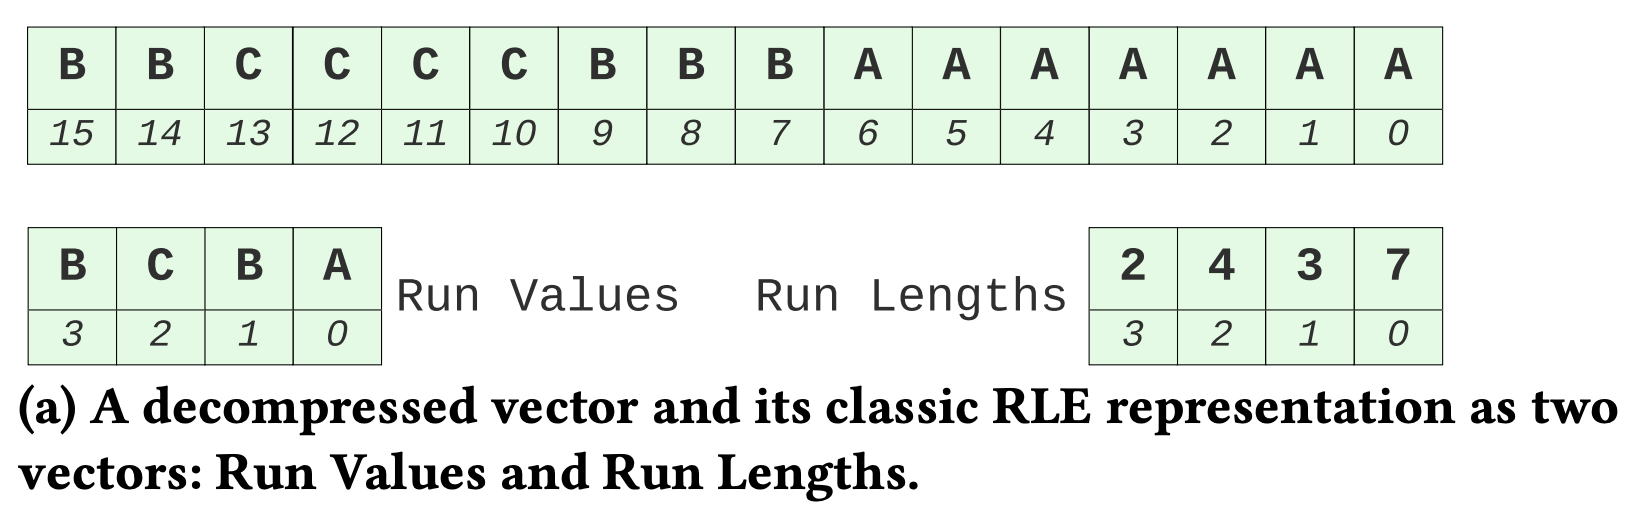 B B C C C C B B B A A A A A A A
15 14 13 12 11 10 9 8 7 6 5 4 3 2 1 0
B C B A
3 2 1 0
Run Values
Run Lengths
2 4 3 7
3 2 1 0
(a) A decompressed vector and its classic RLE representation as two
vectors: Run Values and Run Lengths.